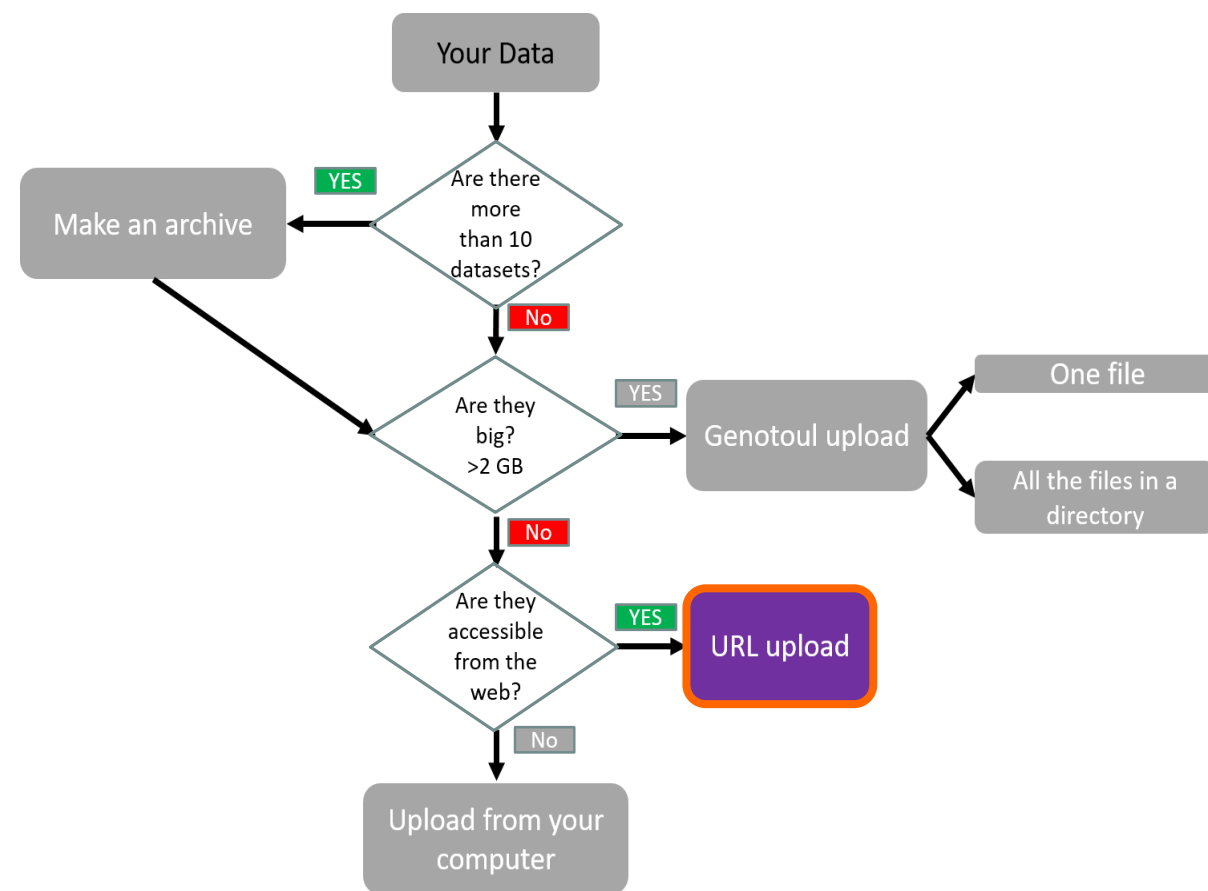 Your Data
YES
Are there
more
than 10
datasets?
Make an archive
No
One file
YES
Are they
big?
>2 GB
Genotoul upload
All the files in a
directory
No
Are they
accessible
from the
web?
YES
URL upload
No
Upload from your
computer